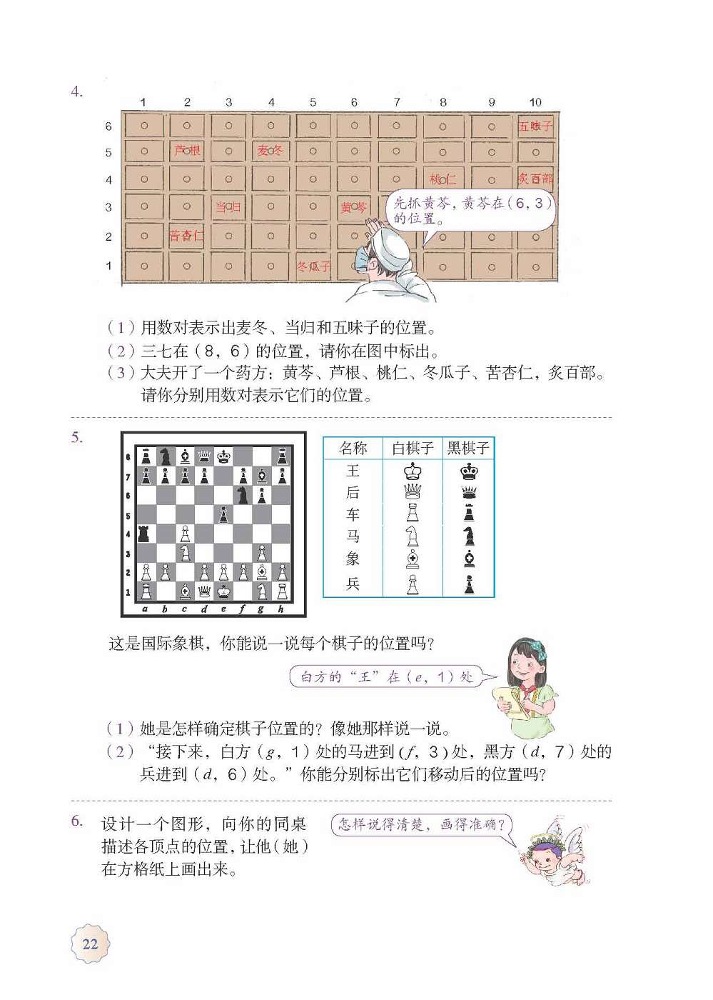 4.
1 2 3 4 5 6 7 8 9 10
6 五味子
5 芦根 麦冬
4 桃仁 炙百部
3 当归 黄芩
先抓黄芩，黄芩在（6，3）
的位置。
2 苦杏仁
1 冬瓜子
（1）用数对表示出麦冬、当归和五味子的位置。
（2）三七在（8，6）的位置，请你在图中标出。
（3）大夫开了一个药方：黄芩、芦根、桃仁、冬瓜子、苦杏仁，炙百部。
请你分别用数对表示它们的位置。
5.
8
7
6
5
4
3
2
1
a b c d e f g h
名称 白棋子 黑棋子
王
后
车
马
象
兵
这是国际象棋，你能说一说每个棋子的位置吗？
白方的“王”在（e，1）处
（1）她是怎样确定棋子位置的？像她那样说一说。
（2）“接下来，白方（g，1）处的马进到(f，3)处，黑方（d，7）处的
兵进到（d，6）处。”你能分别标出它们移动后的位置吗？
6. 设计一个图形，向你的同桌
描述各顶点的位置，让他（她）
在方格纸上画出来。
怎样说得清楚，画得准确？
22